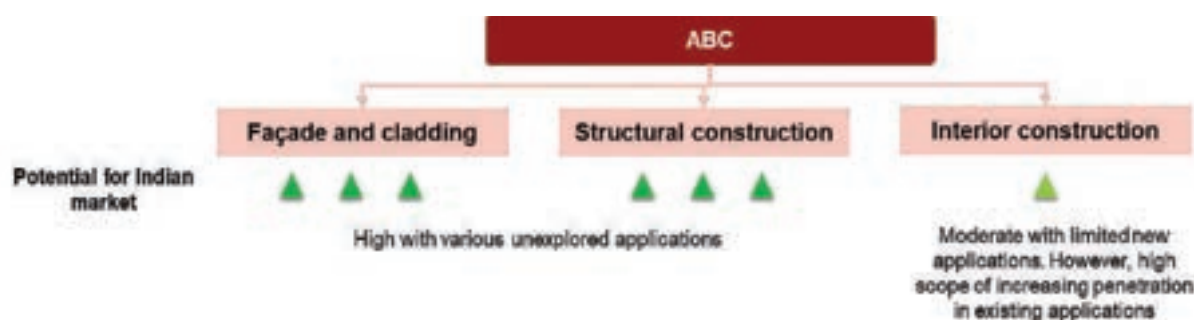 ABC
Façade and cladding
Structural construction
Interior construction
Potential for Indian
market
High with various unexplored applications
Moderate with limited new
applications. However, high
scope of increasing penetration
in existing applications